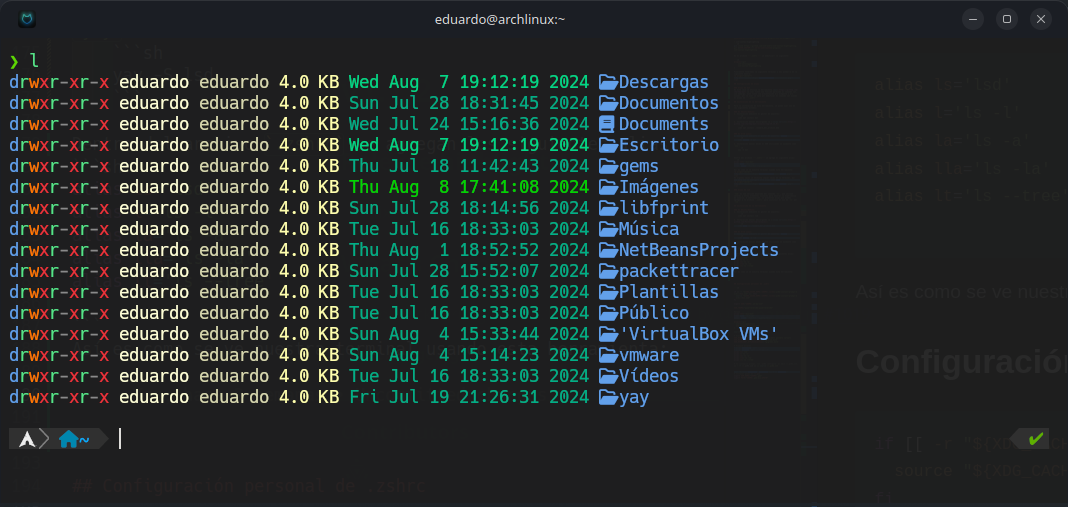 eduardo@archlinux:~
❯ l
drwxr-xr-x eduardo eduardo 4.0 KB Wed Aug  7 19:12:19 2024 Descargas
drwxr-xr-x eduardo eduardo 4.0 KB Sun Jul 28 18:31:45 2024 Documentos
drwxr-xr-x eduardo eduardo 4.0 KB Wed Jul 24 15:16:36 2024 Documents
drwxr-xr-x eduardo eduardo 4.0 KB Wed Aug  7 19:12:19 2024 Escritorio
drwxr-xr-x eduardo eduardo 4.0 KB Thu Jul 18 11:42:43 2024 gems
drwxr-xr-x eduardo eduardo 4.0 KB Thu Aug  8 17:41:08 2024 Imágenes
drwxr-xr-x eduardo eduardo 4.0 KB Sun Jul 28 18:14:56 2024 libfprint
drwxr-xr-x eduardo eduardo 4.0 KB Tue Jul 16 18:33:03 2024 Música
drwxr-xr-x eduardo eduardo 4.0 KB Thu Aug  1 18:52:52 2024 NetBeansProjects
drwxr-xr-x eduardo eduardo 4.0 KB Sun Jul 28 15:52:07 2024 packettracer
drwxr-xr-x eduardo eduardo 4.0 KB Tue Jul 16 18:33:03 2024 Plantillas
drwxr-xr-x eduardo eduardo 4.0 KB Tue Jul 16 18:33:03 2024 Público
drwxr-xr-x eduardo eduardo 4.0 KB Sun Aug  4 15:33:44 2024 'VirtualBox VMs'
drwxr-xr-x eduardo eduardo 4.0 KB Sun Aug  4 15:14:23 2024 vmware
drwxr-xr-x eduardo eduardo 4.0 KB Tue Jul 16 18:33:03 2024 Vídeos
drwxr-xr-x eduardo eduardo 4.0 KB Fri Jul 19 21:26:31 2024 yay
~
Así es como se ve nuest
Configuración
## Configuración personal de .zshrc